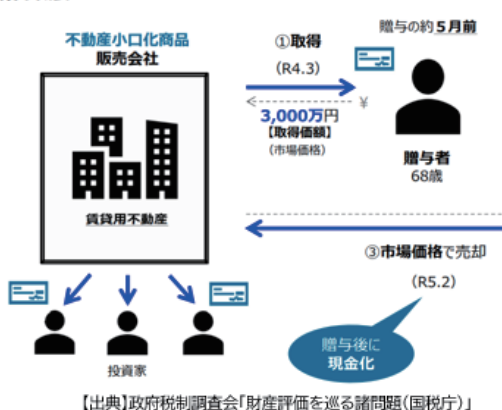 贈与の約５月前
不動産小口化商品
販売会社
①取得
(R4.3)
¥
3,000万円
【取得価額】
(市場価格)
贈与者
68歳
賃貸用不動産
③市場価格で売却
(R5.2)
贈与後に
現金化
投資家
【出典】政府税制調査会「財産評価を巡る諸問題(国税庁)」